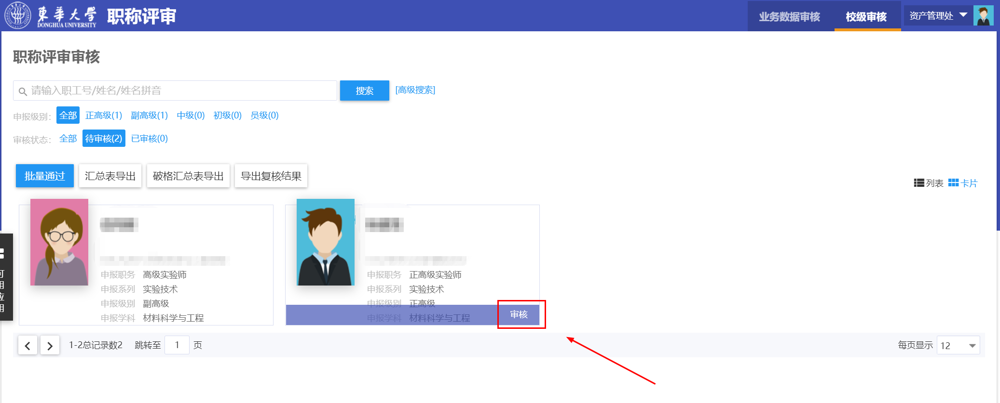 東華大学 职称评审
DONGHUA UNIVERSITY
业务数据审核 校级审核 资产管理处
职称评审审核
请输入职工号/姓名/姓名拼音 搜索 [高级搜索]
申报级别: 全部 正高级(1) 副高级(1) 中级(0) 初级(0) 员级(0)
审核状态: 全部 待审核(2) 已审核(0)
批量通过 汇总表导出 破格汇总表导出 导出复核结果
列表 卡片
申报职务 高级实验师
申报系列 实验技术
申报级别 副高级
申报学科 材料科学与工程
申报职务 正高级实验师
申报系列 实验技术
申报级别 正高级
申报学科 材料科学与工程
审核
可
用
应
用
1-2总记录数2 跳转至 1 页
每页显示 12